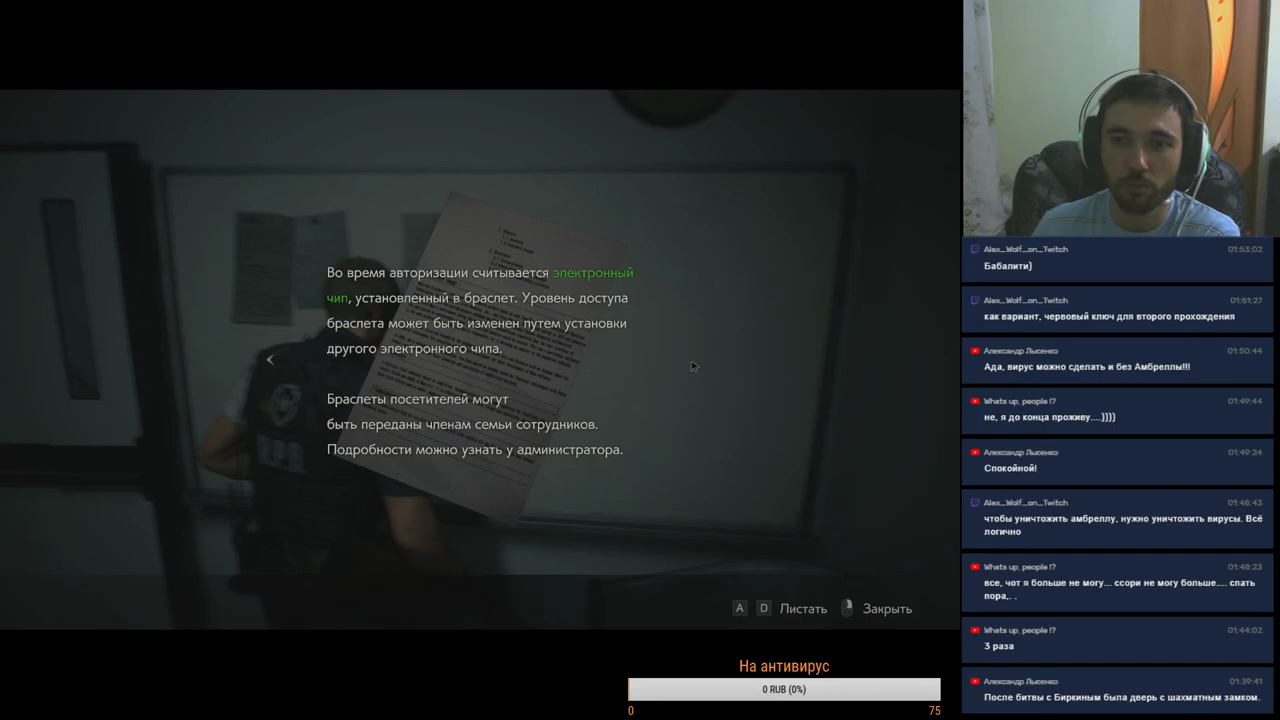 Во время авторизации считывается электронный
чип, установленный в браслет. Уровень доступа
браслета может быть изменен путем установки
другого электронного чипа.
Браслеты посетителей могут
быть переданы членам семьи сотрудников.
Подробности можно узнать у администратора.
A D Листать Закрыть
На антивирус
0 RUB (0%)
0 75
Alex_Wolf_on_Twitch 01:53:02
Бабалити)
Alex_Wolf_on_Twitch 01:51:27
как вариант, червовый ключ для второго прохождения
Александр Лысенко 01:50:44
Ада, вирус можно сделать и без Амбреллы!!!
Whats up, people !? 01:49:44
не, я до конца проживу....))))
Александр Лысенко 01:49:24
Спокойной!
Alex_Wolf_on_Twitch 01:48:43
чтобы уничтожить амбреллу, нужно уничтожить вирусы. Всё
логично
Whats up, people !? 01:48:23
все, чот я больше не могу... ссори не могу больше.... спать
пора,. .
Whats up, people !? 01:44:02
3 раза
Александр Лысенко 01:39:41
После битвы с Биркиным была дверь с шахматным замком.